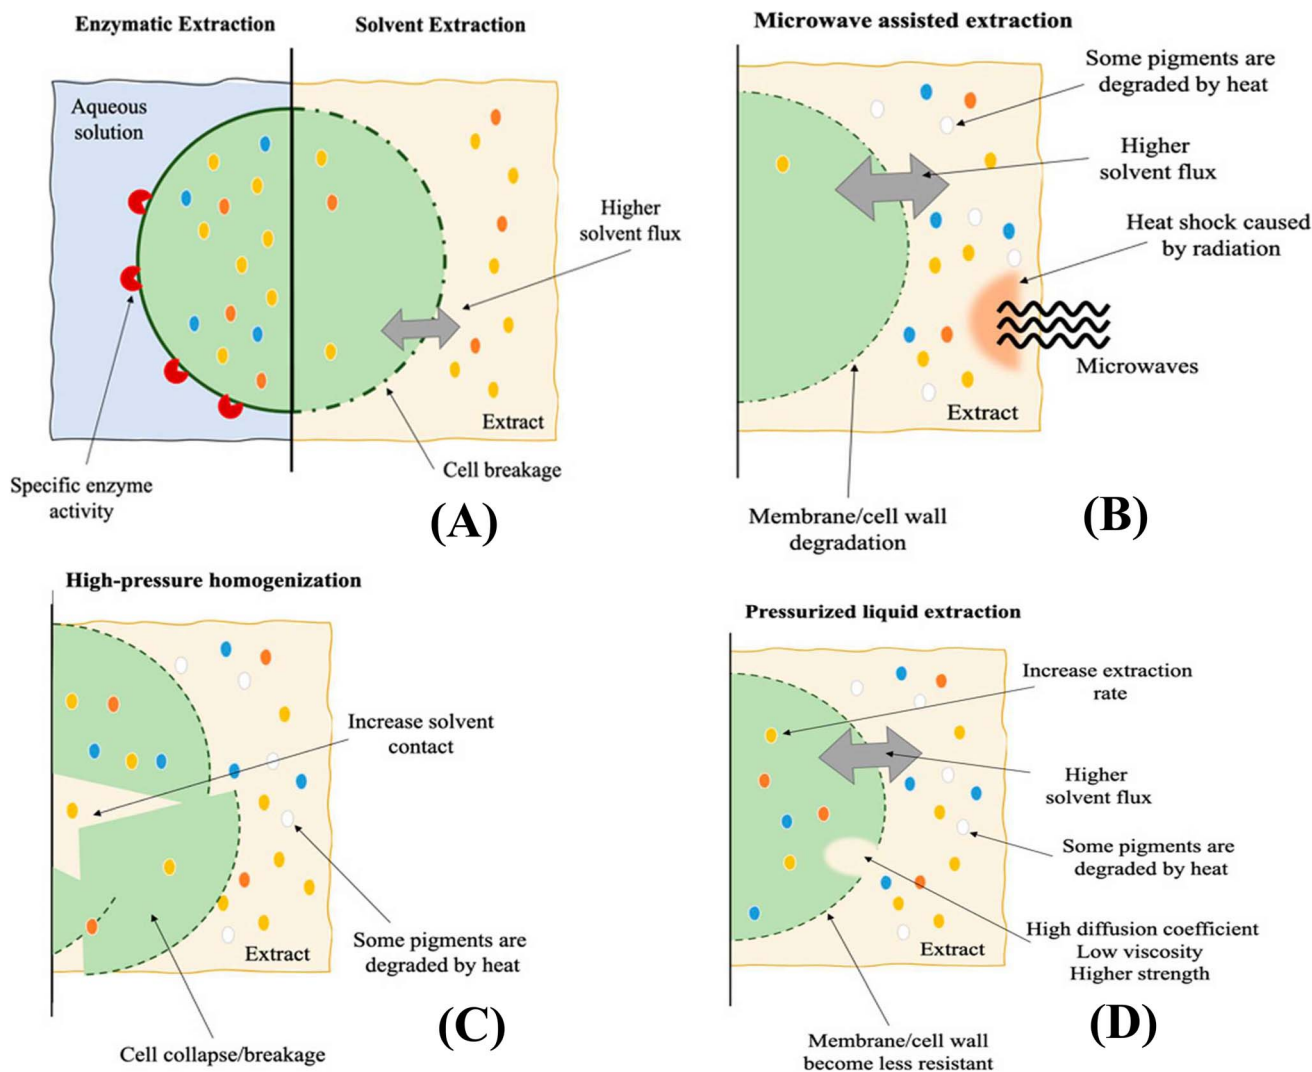 Enzymatic Extraction
Solvent Extraction
Aqueous
solution
Higher
solvent flux
Extract
Cell breakage
Specific enzyme
activity
(A)
Microwave assisted extraction
Some pigments are
degraded by heat
Higher
solvent flux
Heat shock caused
by radiation
Microwaves
Extract
Membrane/cell wall
degradation
(B)
High-pressure homogenization
Increase solvent
contact
Some pigments are
degraded by heat
Extract
Cell collapse/breakage
(C)
Pressurized liquid extraction
Increase extraction
rate
Higher
solvent flux
Some pigments are
degraded by heat
High diffusion coefficient
Low viscosity
Higher strength
Extract
Membrane/cell wall
become less resistant
(D)